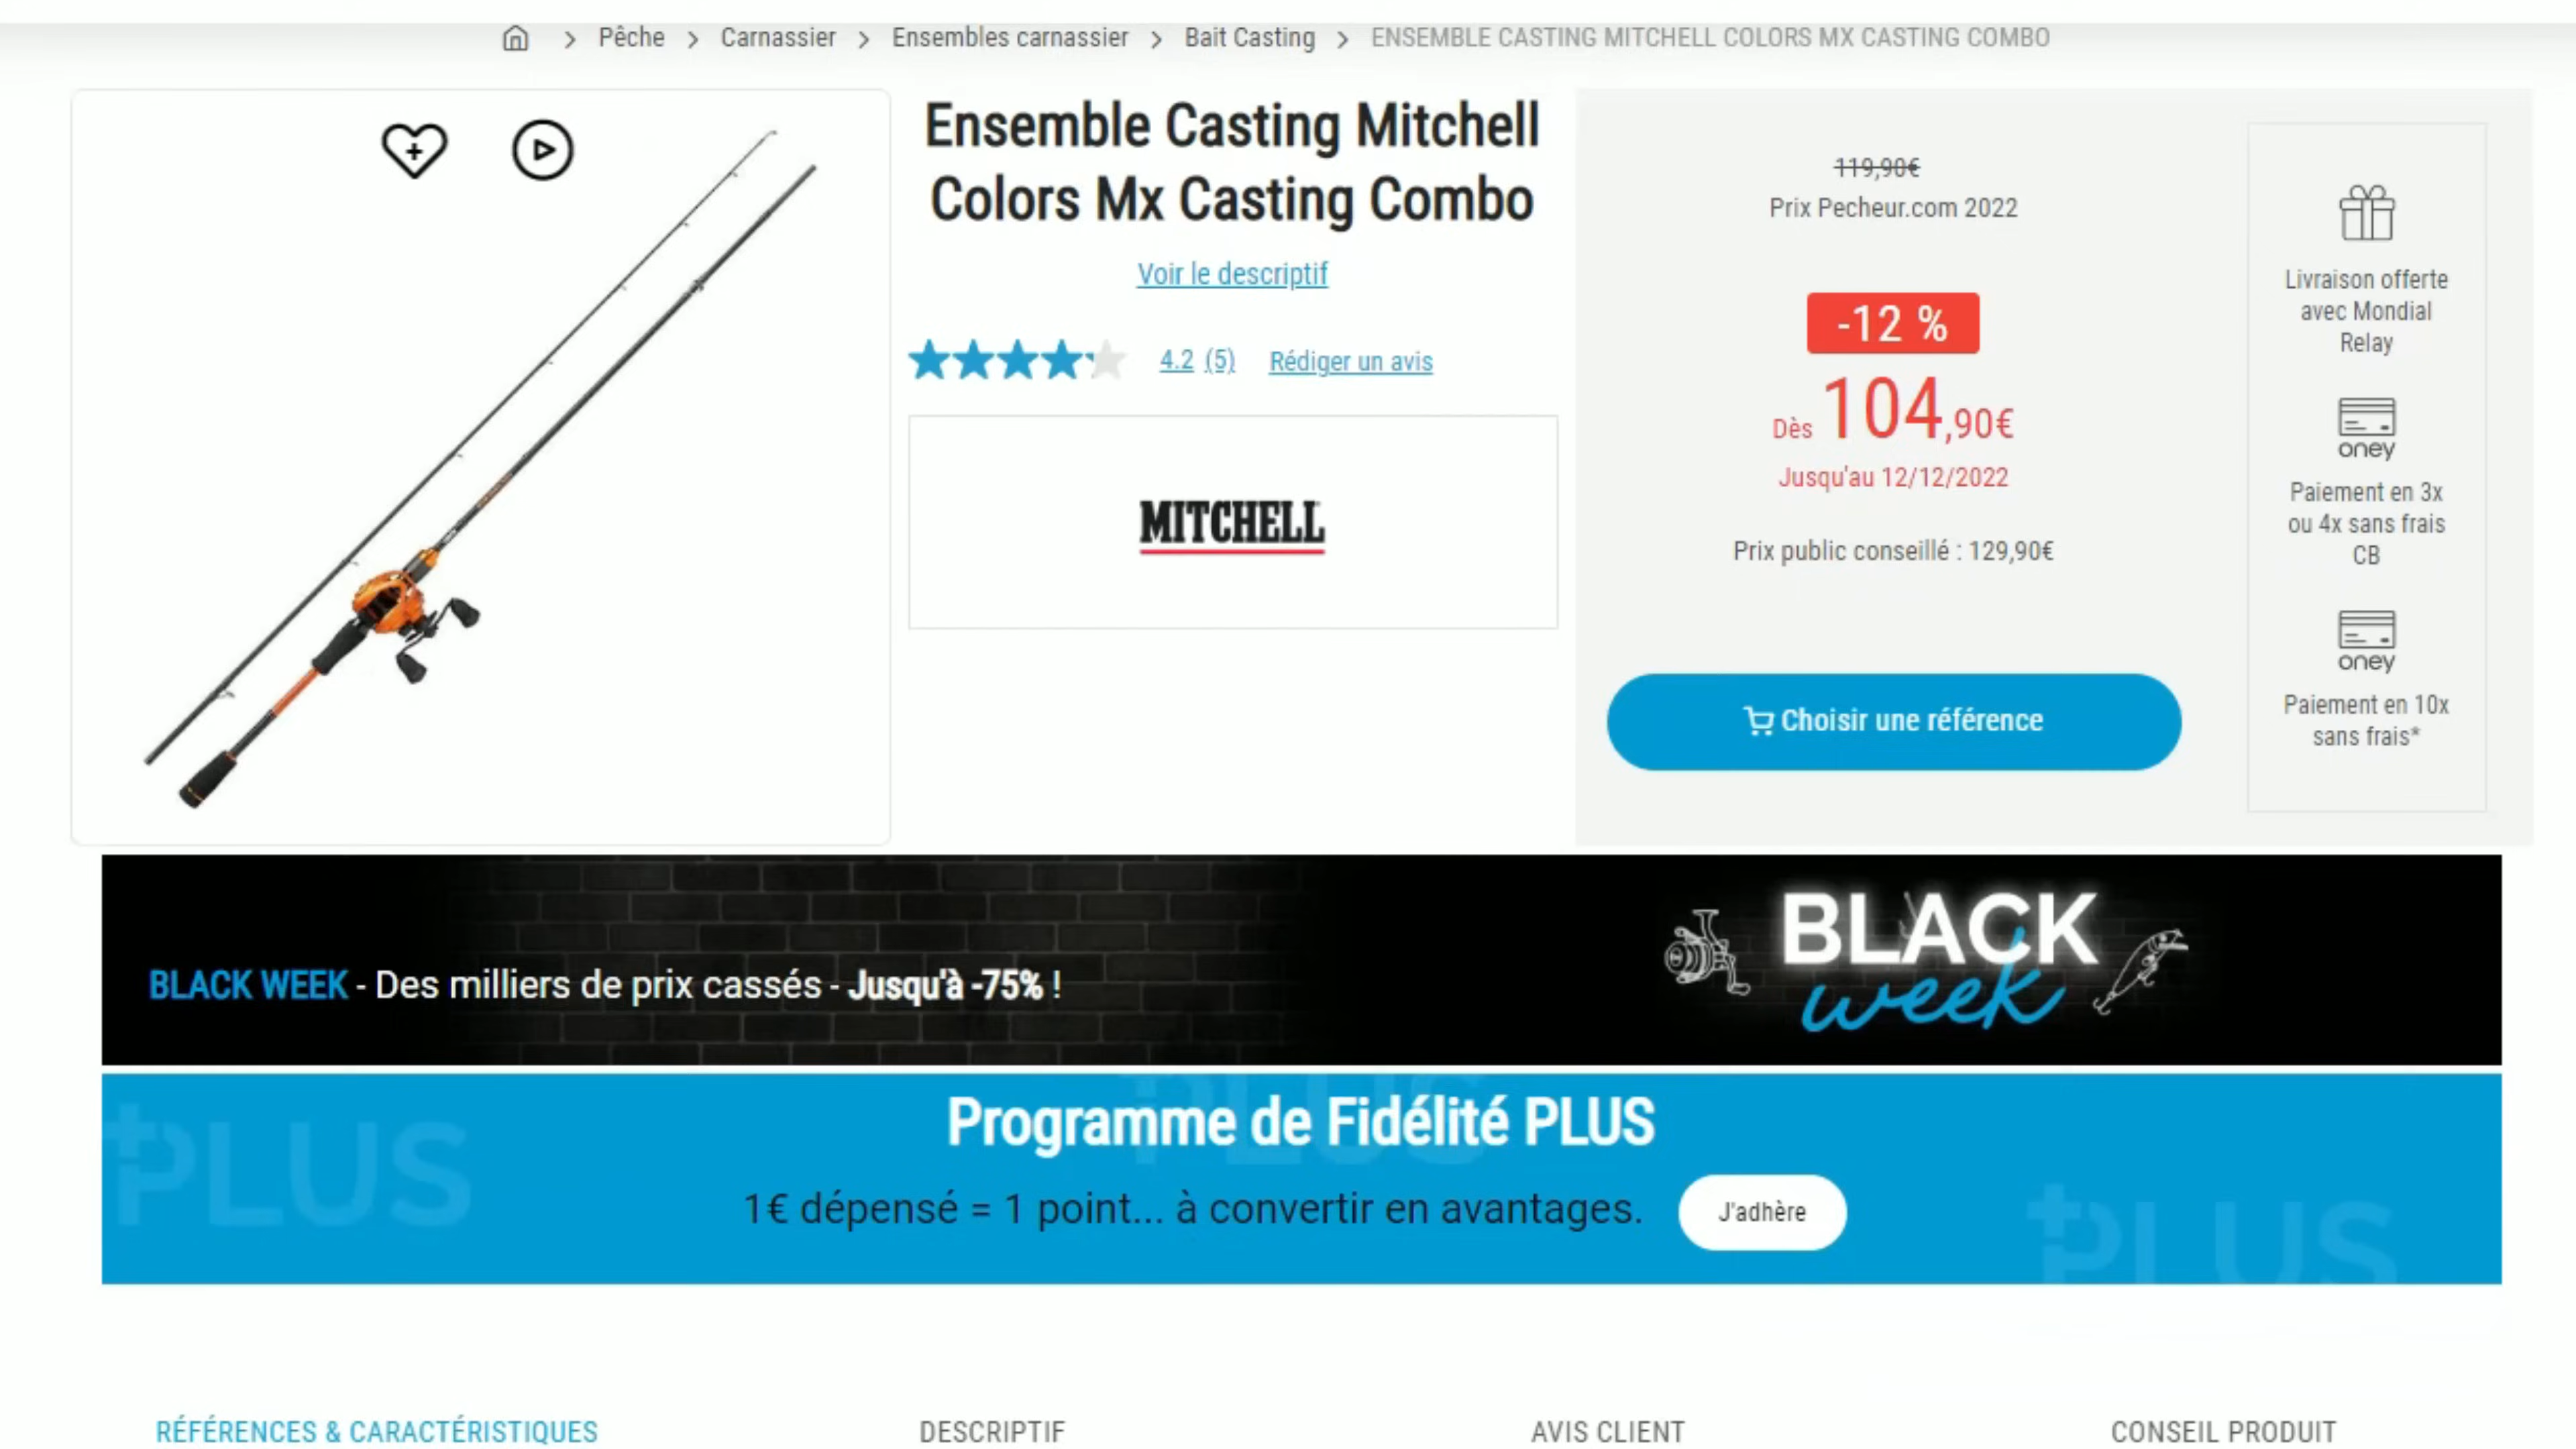 Pêche > Carnassier > Ensembles carnassier > Bait Casting > ENSEMBLE CASTING MITCHELL COLORS MX CASTING COMBO
Ensemble Casting Mitchell
Colors Mx Casting Combo
Voir le descriptif
4.2 (5) Rédiger un avis
MITCHELL
119,90€
Prix Pecheur.com 2022
-12 %
Dès 104,90€
Jusqu'au 12/12/2022
Prix public conseillé : 129,90€
Choisir une référence
Livraison offerte
avec Mondial
Relay
oney
Paiement en 3x
ou 4x sans frais
CB
oney
Paiement en 10x
sans frais*
BLACK WEEK - Des milliers de prix cassés - Jusqu'à -75% !
BLACK
week
PLUS
PLUS
PLUS
Programme de Fidélité PLUS
1€ dépensé = 1 point... à convertir en avantages.
J'adhère
RÉFÉRENCES & CARACTÉRISTIQUES
DESCRIPTIF
AVIS CLIENT
CONSEIL PRODUIT